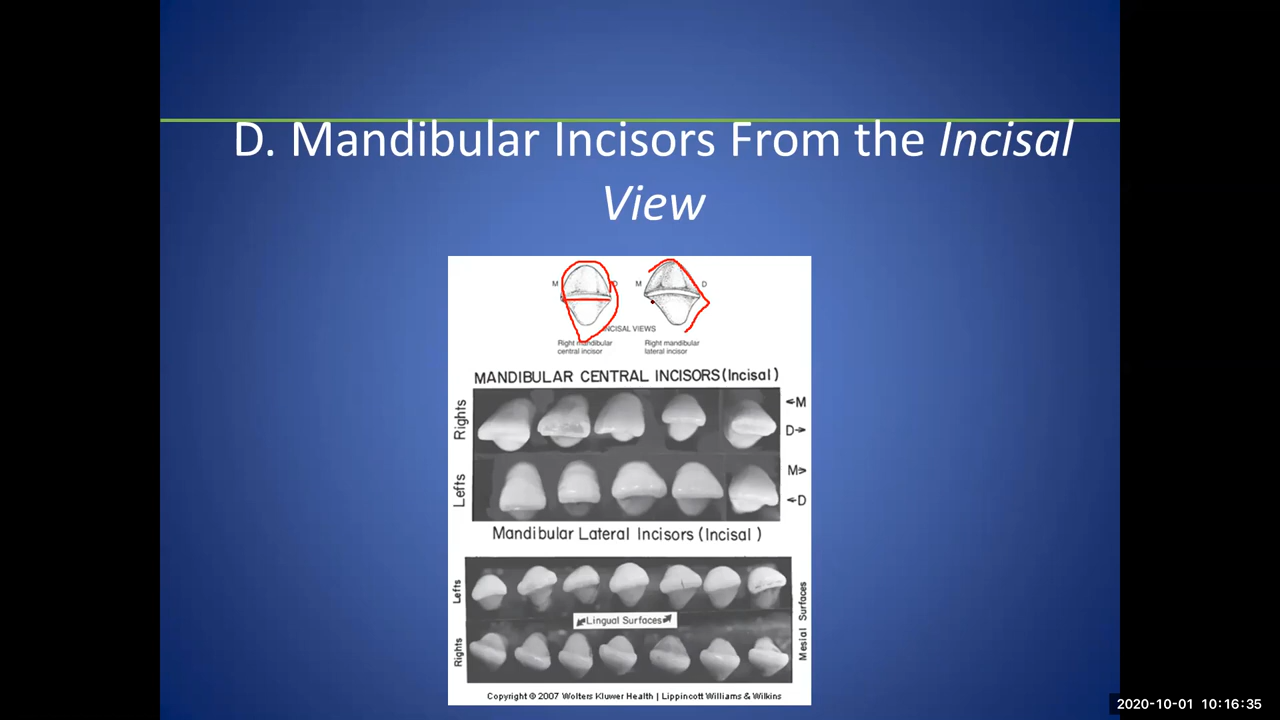 D. Mandibular Incisors From the Incisal
View
M
M
D
INCISAL VIEWS
Right mandibular
central incisor
Right mandibular
lateral incisor
MANDIBULAR CENTRAL INCISORS (Incisal)
Rights
←M
D→
Lefts
M>
←D
Mandibular Lateral Incisors (Incisal)
Lefts
Lingual Surfaces
Rights
Mesial Surfaces
Copyright © 2007 Wolters Kluwer Health | Lippincott Williams & Wilkins
2020-10-01 10:16:35